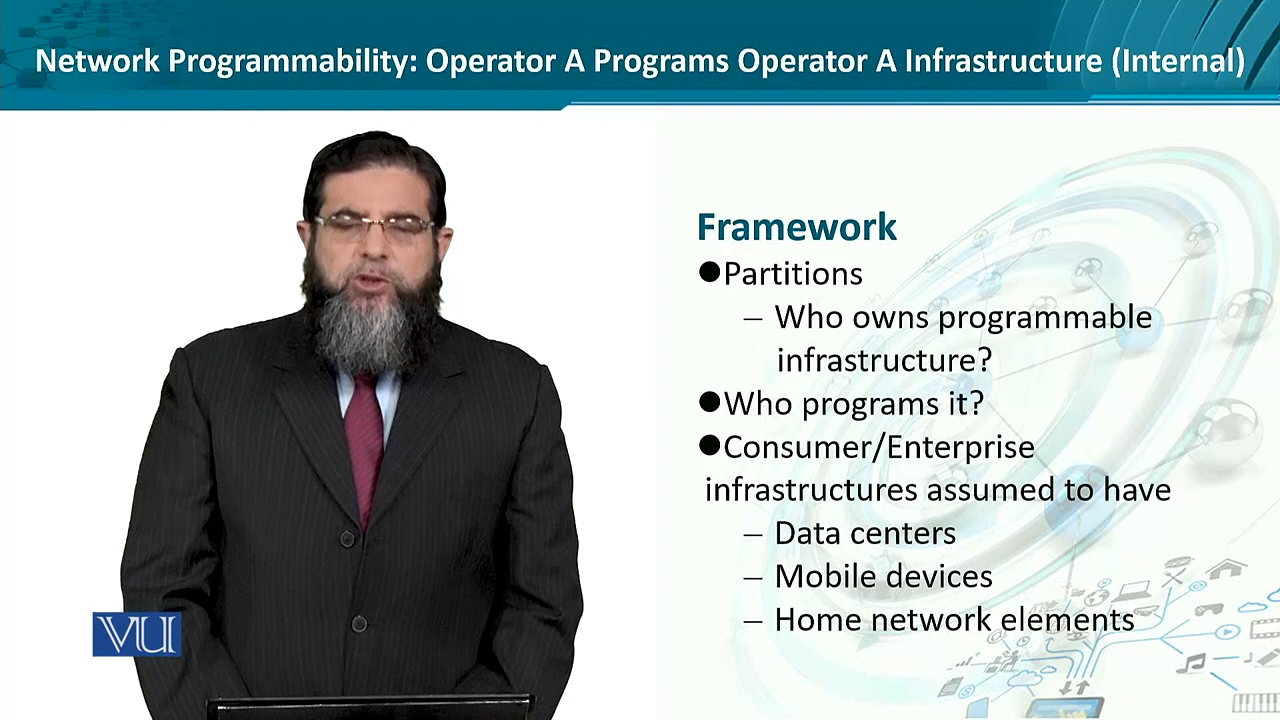 Network Programmability: Operator A Programs Operator A Infrastructure (Internal)
Framework
●Partitions
– Who owns programmable
infrastructure?
●Who programs it?
●Consumer/Enterprise
infrastructures assumed to have
– Data centers
– Mobile devices
– Home network elements
VU